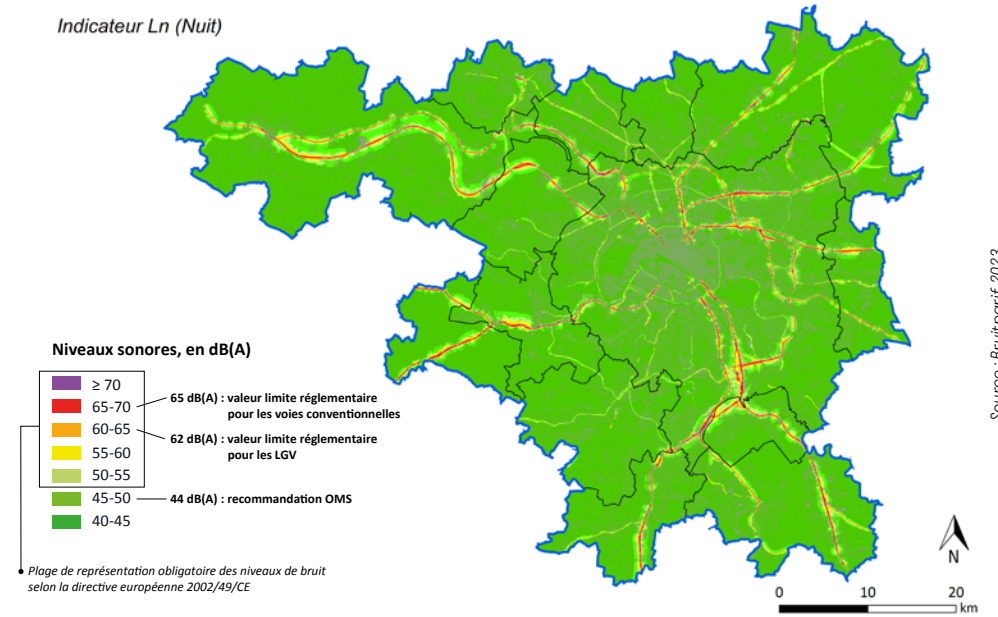 Indicateur Ln (Nuit)
Niveaux sonores, en dB(A)
≥ 70
65-70
60-65
55-60
50-55
45-50
40-45
65 dB(A) : valeur limite réglementaire
pour les voies conventionnelles
62 dB(A) : valeur limite réglementaire
pour les LGV
44 dB(A) : recommandation OMS
Plage de représentation obligatoire des niveaux de bruit
selon la directive européenne 2002/49/CE
Source : Bruitparif 2023
N
0 10 20
km